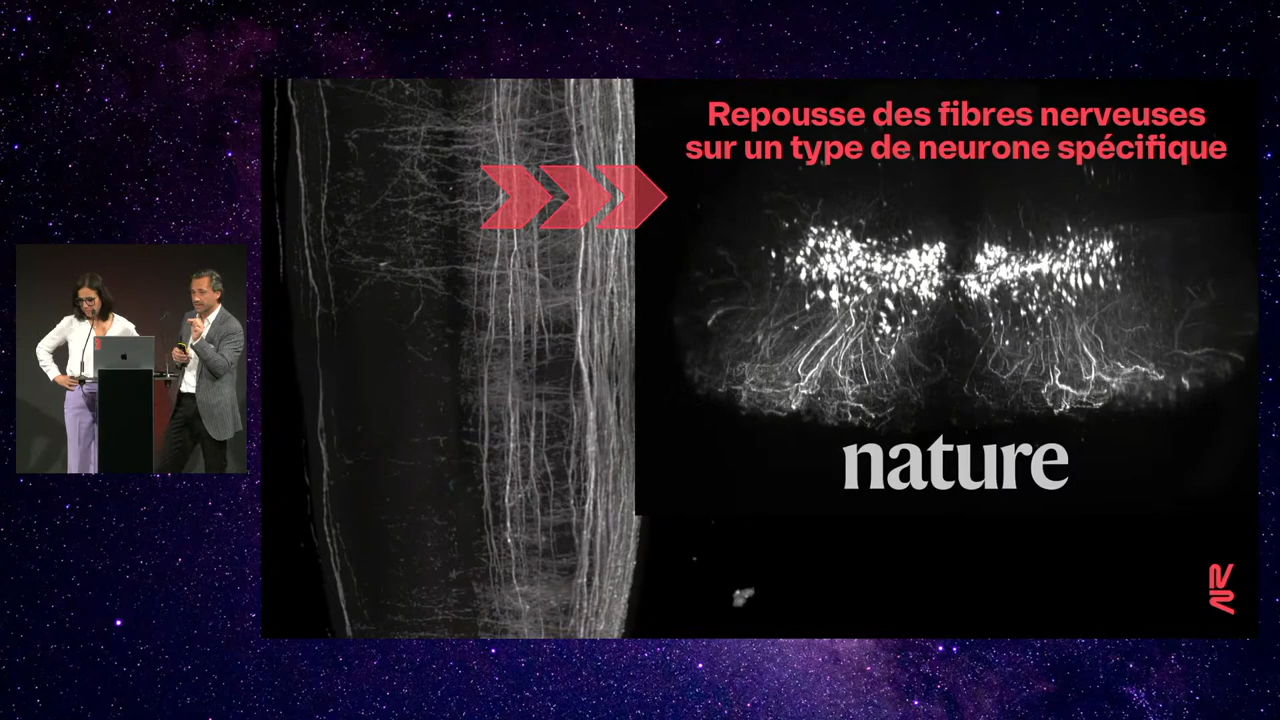 Repousse des fibres nerveuses
sur un type de neurone spécifique
nature